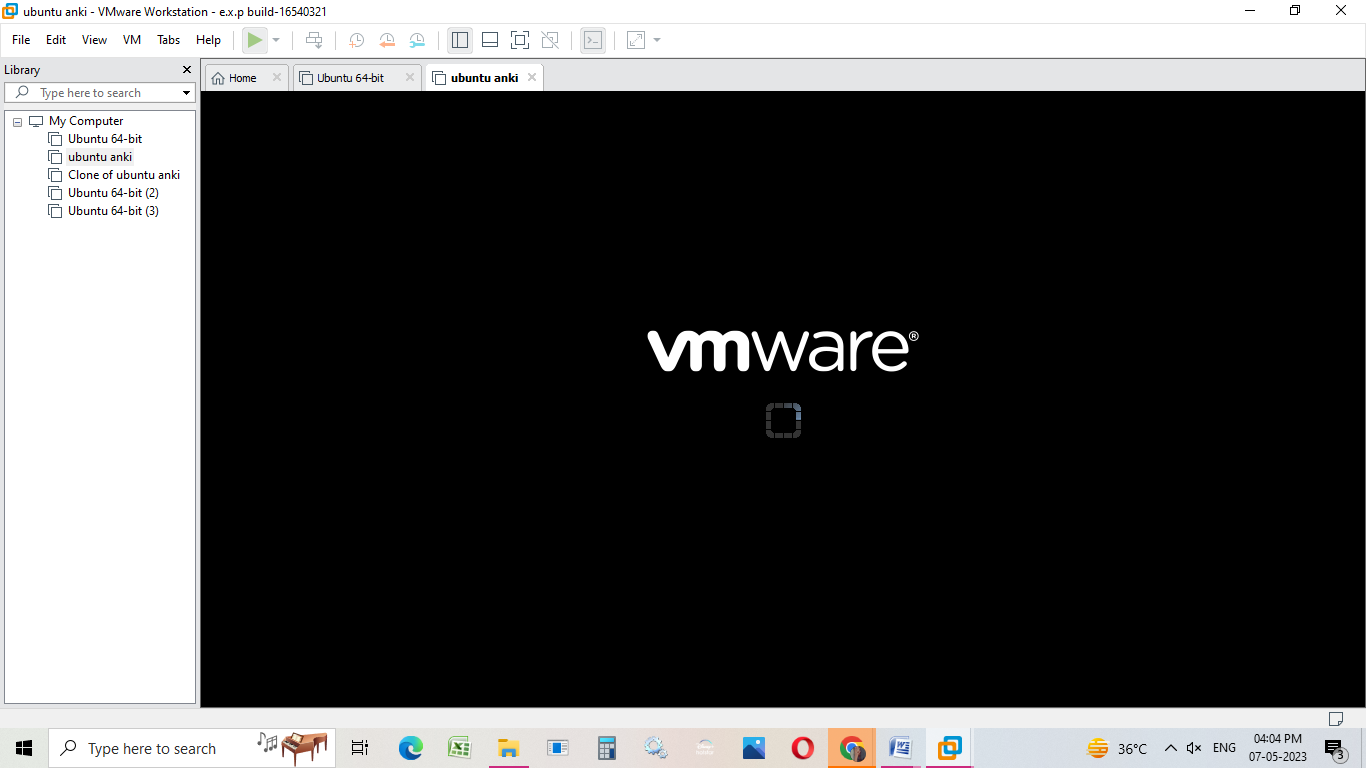 ubuntu anki - VMware Workstation - e.x.p build-16540321
File Edit View VM Tabs Help
Library
Type here to search
Home
Ubuntu 64-bit
ubuntu anki
My Computer
Ubuntu 64-bit
ubuntu anki
Clone of ubuntu anki
Ubuntu 64-bit (2)
Ubuntu 64-bit (3)
vmware®
Type here to search
36°C
ENG
04:04 PM
07-05-2023
3